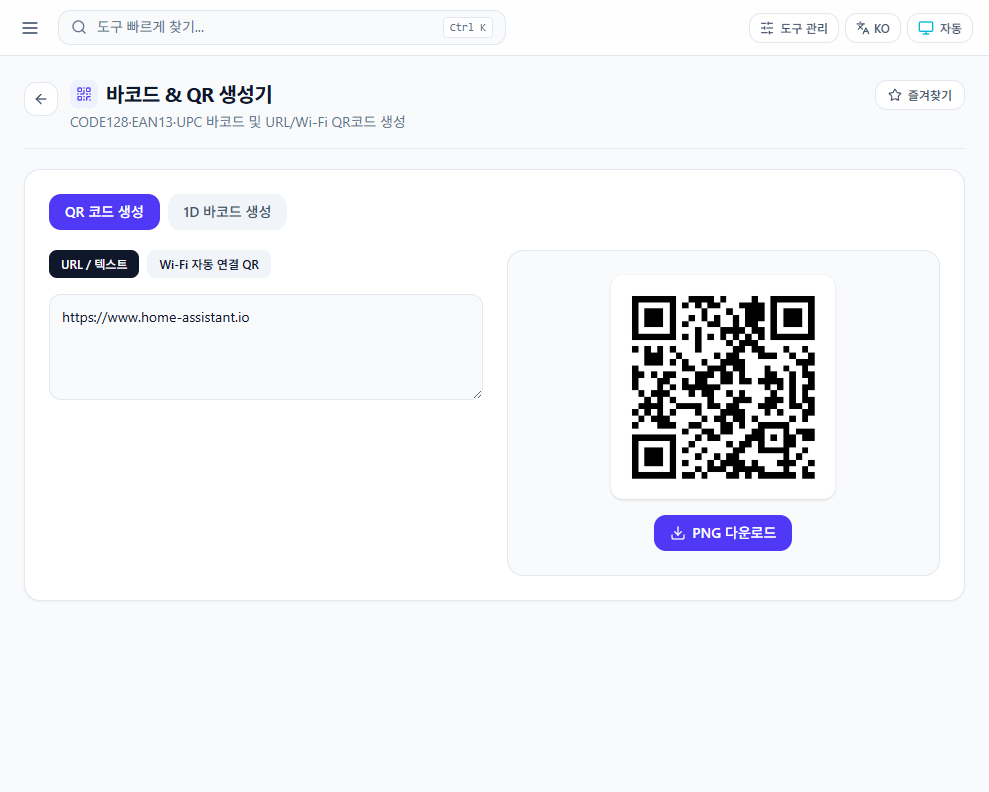 도구 빠르게 찾기...
Ctrl K
도구 관리
KO
자동
바코드 & QR 생성기
CODE128·EAN13·UPC 바코드 및 URL/Wi-Fi QR코드 생성
즐겨찾기
QR 코드 생성
1D 바코드 생성
URL / 텍스트
Wi-Fi 자동 연결 QR
https://www.home-assistant.io
PNG 다운로드